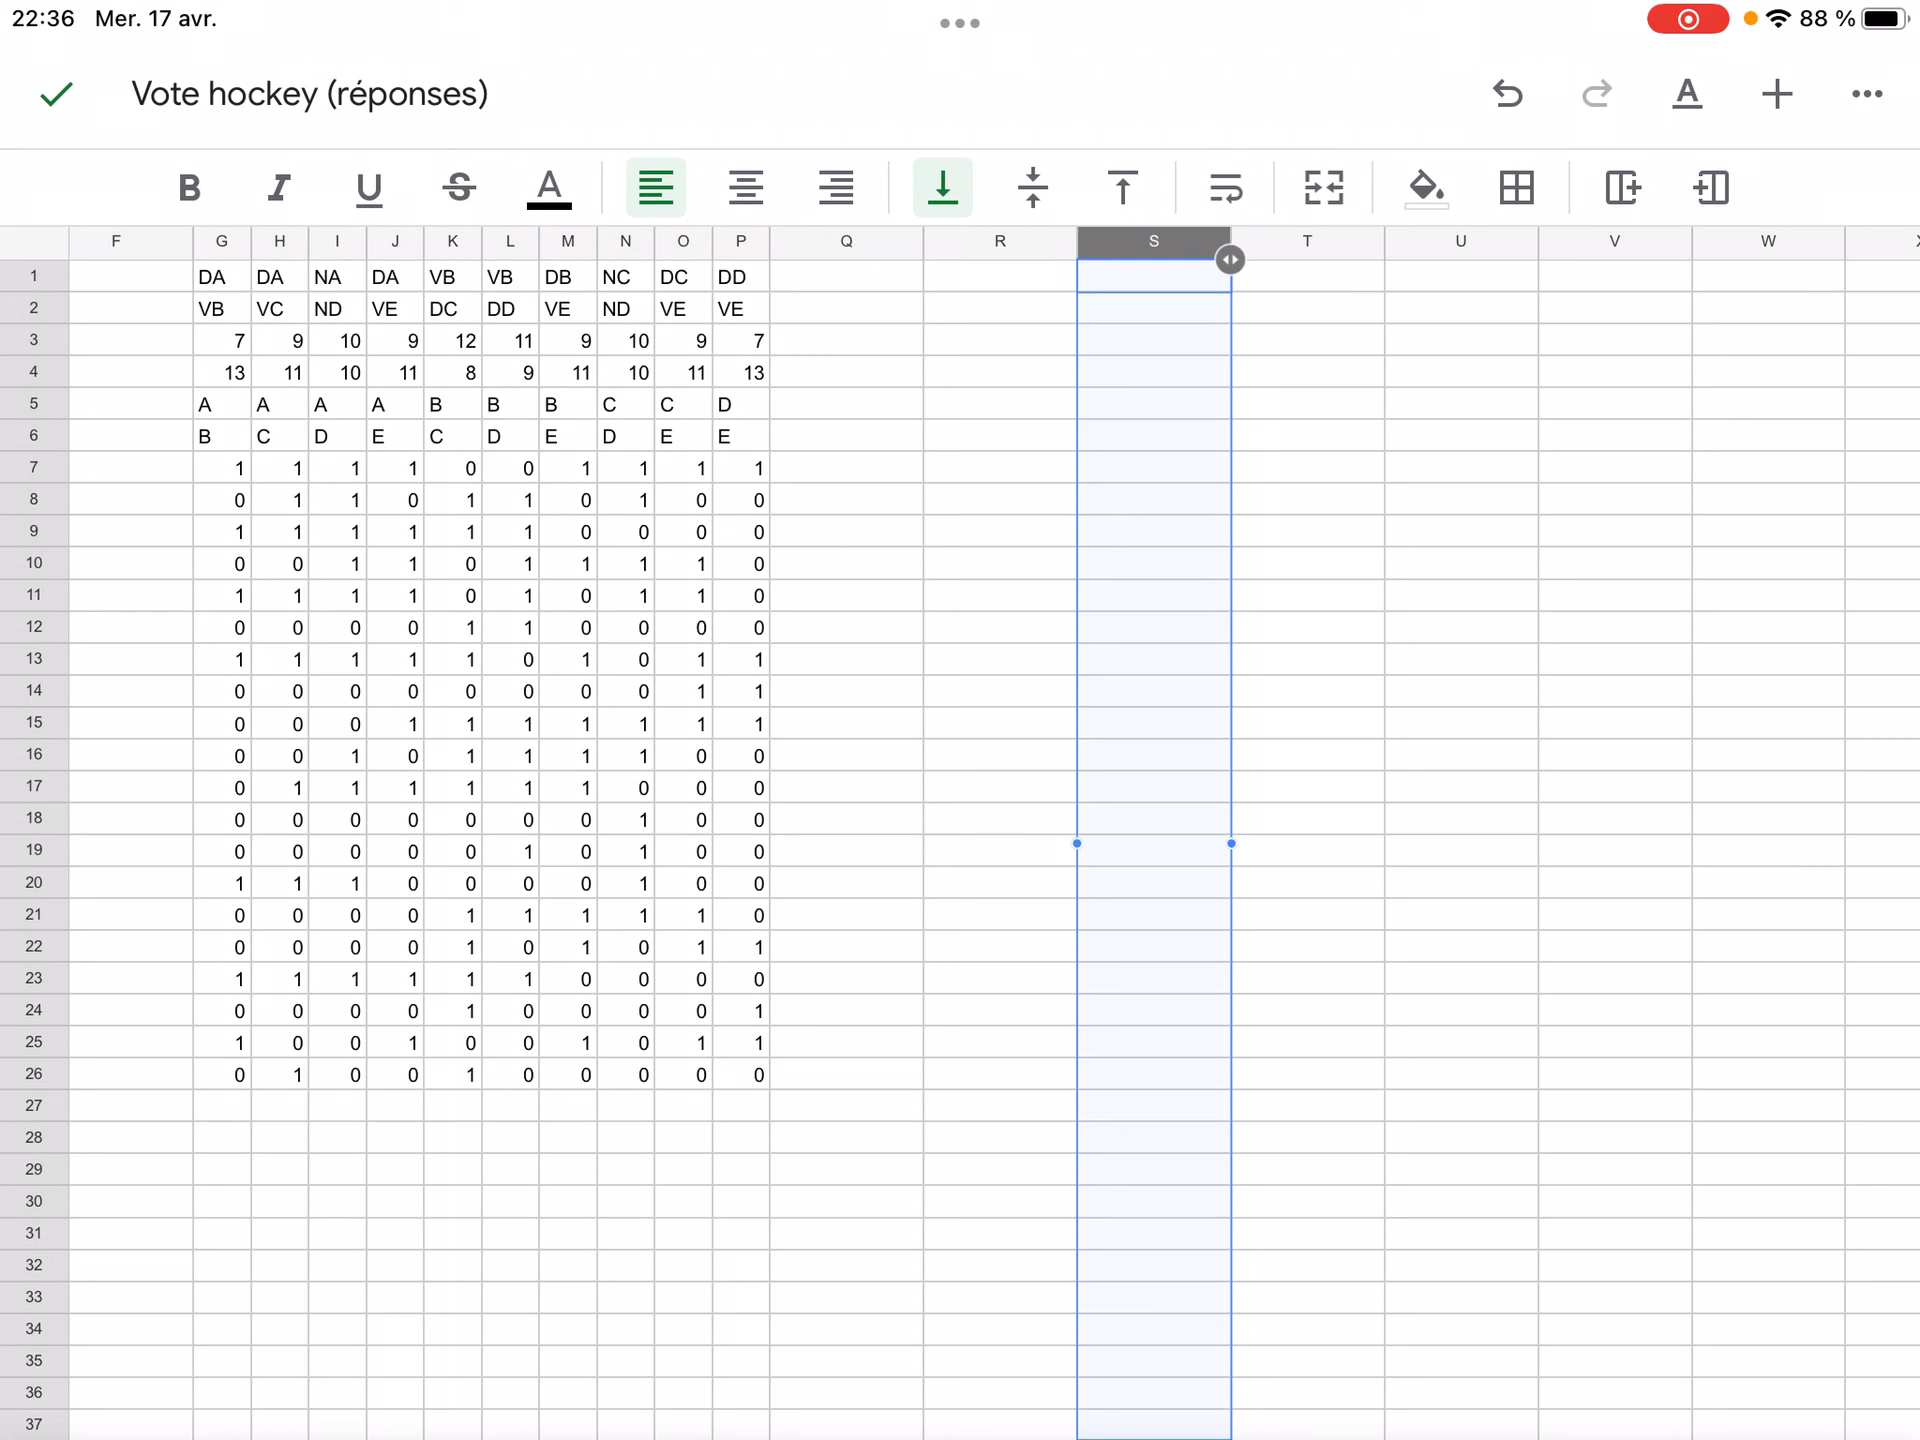 22:36 Mer. 17 avr. 88 %
Vote hockey (réponses)
B I U S A
F G H I J K L M N O P Q R S T U V W X
1 DA DA NA DA VB VB DB NC DC DD
2 VB VC ND VE DC DD VE ND VE VE
3 7 9 10 9 12 11 9 10 9 7
4 13 11 10 11 8 9 11 10 11 13
5 A A A A B B B C C D
6 B C D E C D E D E E
7 1 1 1 1 0 0 1 1 1 1
8 0 1 1 0 1 1 0 1 0 0
9 1 1 1 1 1 1 0 0 0 0
10 0 0 1 1 0 1 1 1 1 0
11 1 1 1 1 0 1 0 1 1 0
12 0 0 0 0 1 1 0 0 0 0
13 1 1 1 1 1 0 1 0 1 1
14 0 0 0 0 0 0 0 0 1 1
15 0 0 0 1 1 1 1 1 1 1
16 0 0 1 0 1 1 1 1 0 0
17 0 1 1 1 1 1 1 0 0 0
18 0 0 0 0 0 0 0 1 0 0
19 0 0 0 0 0 1 0 1 0 0
20 1 1 1 0 0 0 0 1 0 0
21 0 0 0 0 1 1 1 1 1 0
22 0 0 0 0 1 0 1 0 1 1
23 1 1 1 1 1 1 0 0 0 0
24 0 0 0 0 1 0 0 0 0 1
25 1 0 0 1 0 0 1 0 1 1
26 0 1 0 0 1 0 0 0 0 0
27
28
29
30
31
32
33
34
35
36
37